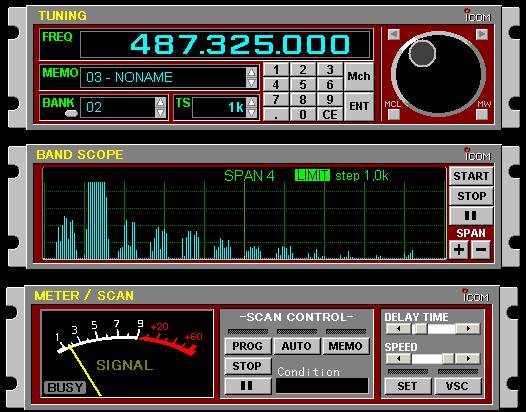 TUNING
ICOM
FREQ 487.325.000
MEMO 03 - NONAME
1 2 3 Mch
4 5 6
BANK 02 TS 1k
7 8 9 ENT
. 0 CE
MCL MW
BAND SCOPE
ICOM
SPAN 4 LIMIT step 1,0k
START
STOP
SPAN
+ -
METER / SCAN
ICOM
1 3 5 7 9 +20 +60
SIGNAL
BUSY
-SCAN CONTROL-
PROG AUTO MEMO
STOP
Condition
DELAY TIME
SPEED
SET VSC